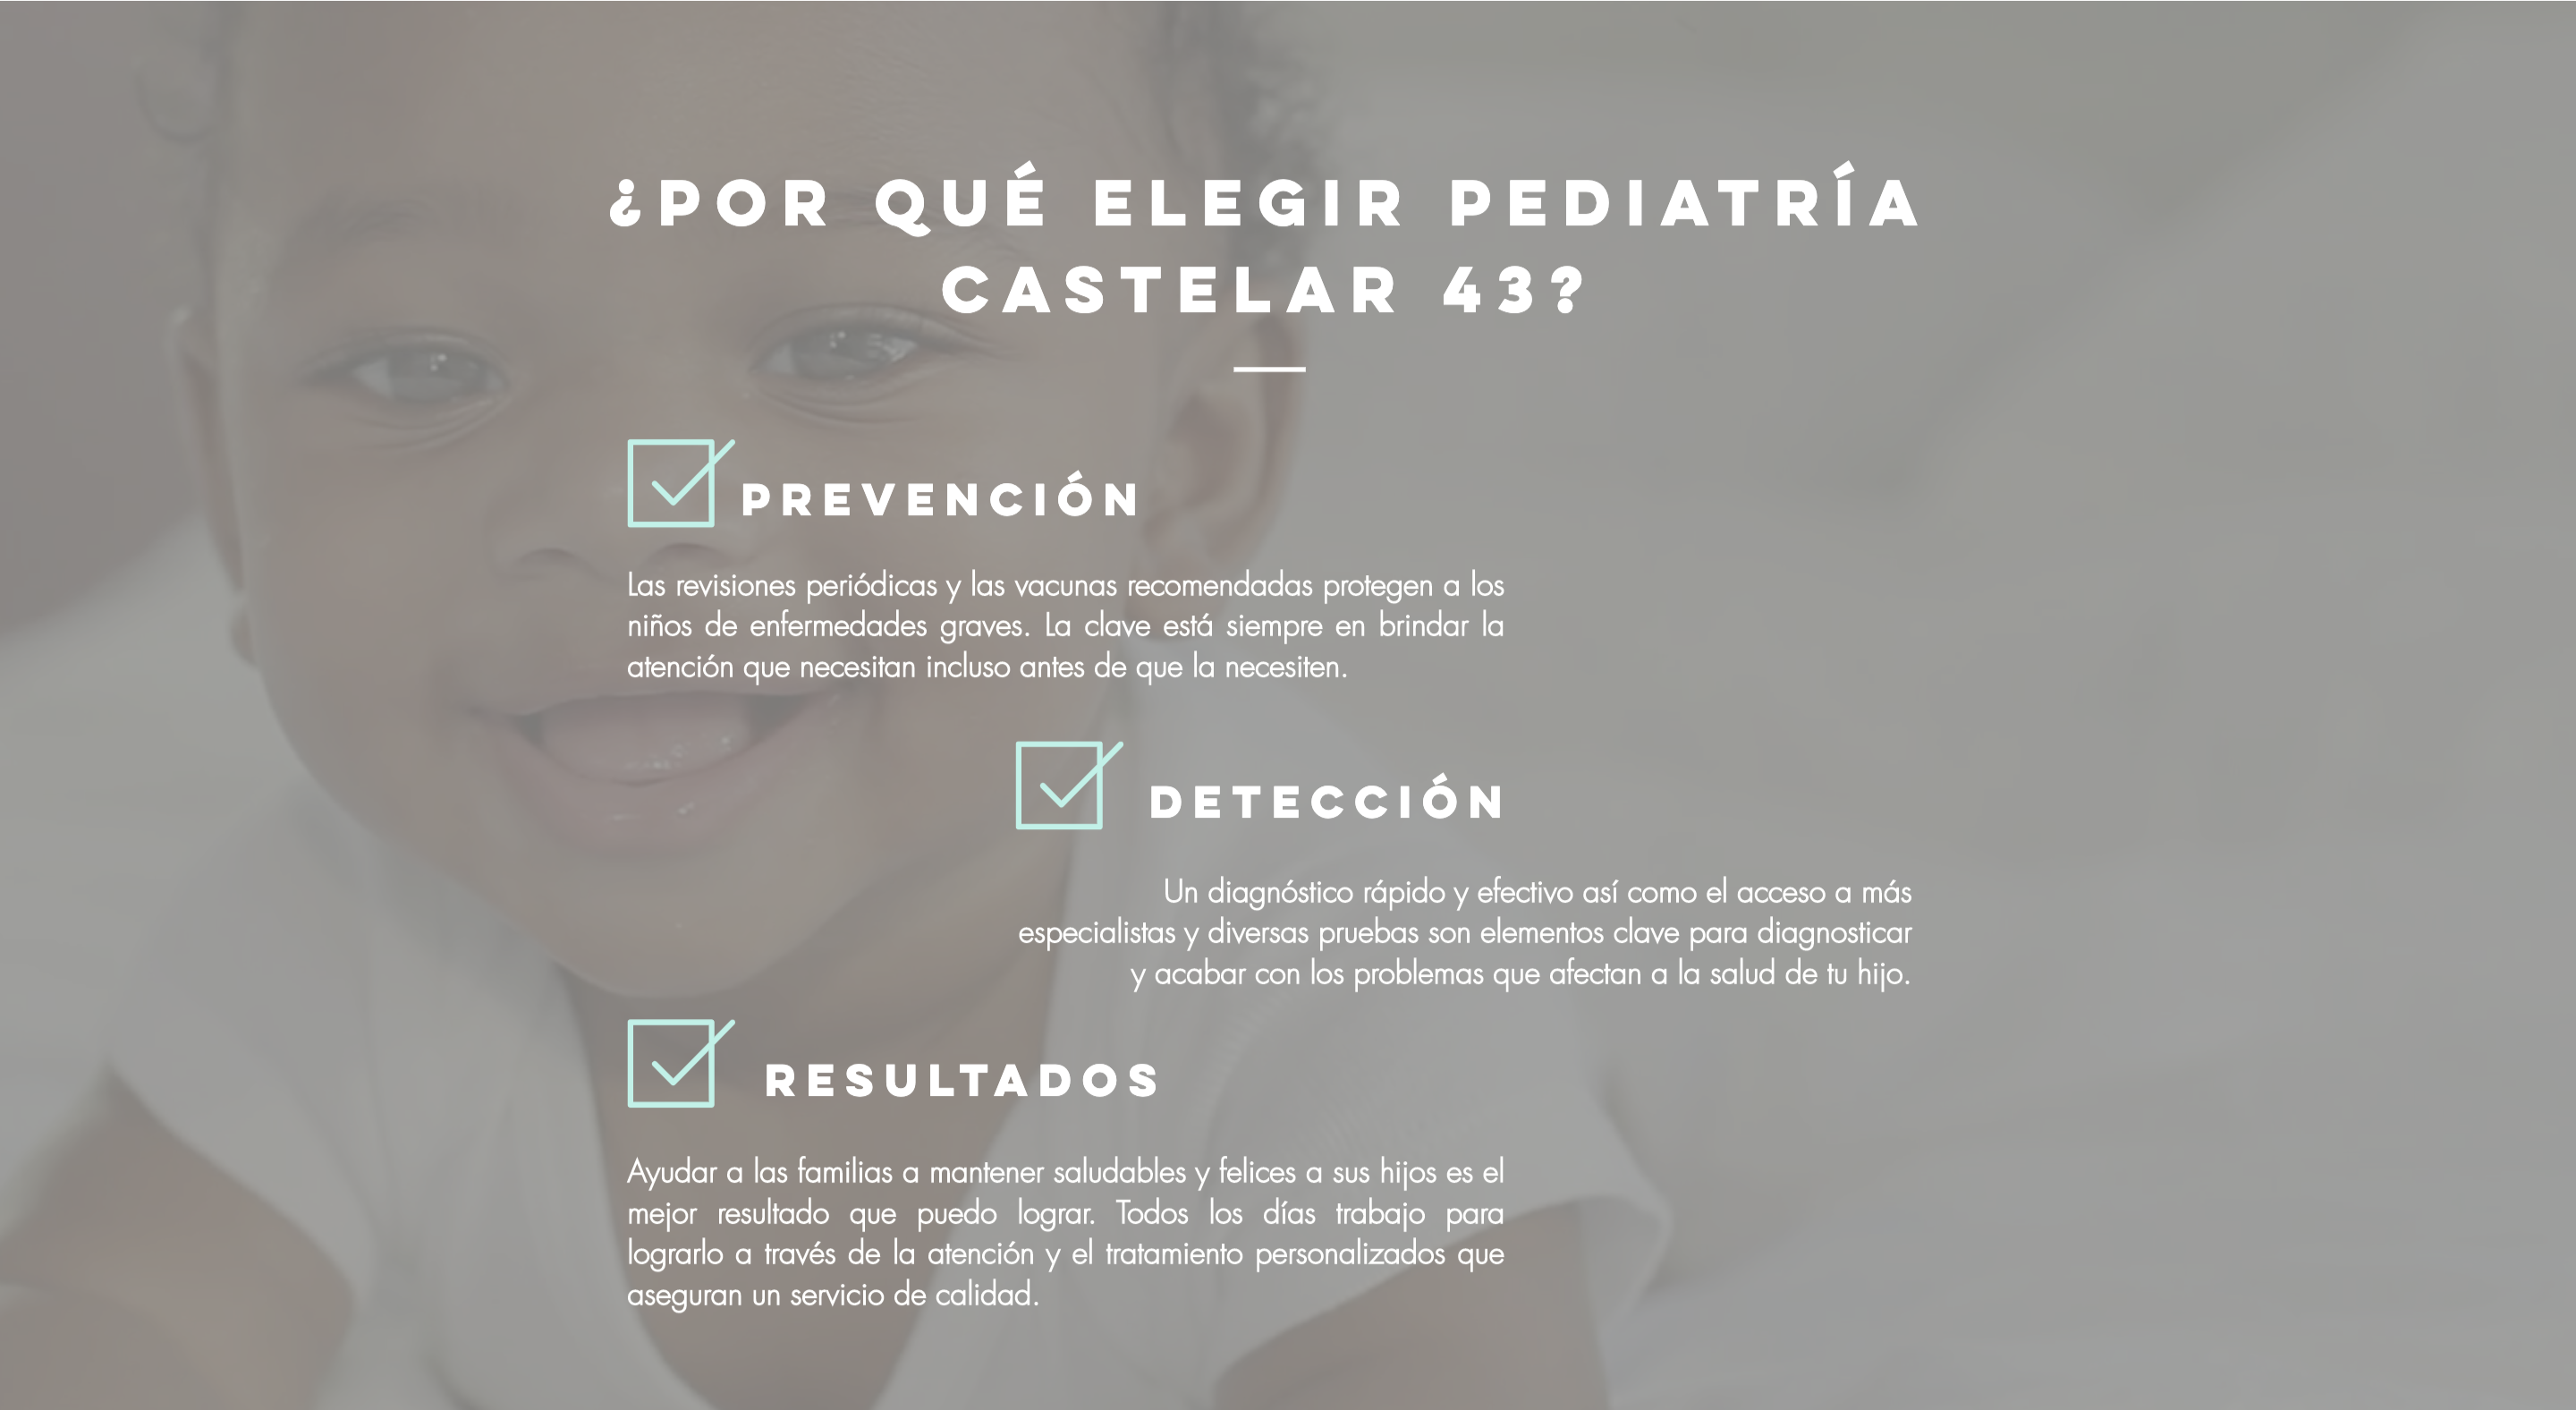 ¿POR QUÉ ELEGIR PEDIATRÍA
CASTELAR 43?
PREVENCIÓN
Las revisiones periódicas y las vacunas recomendadas protegen a los
niños de enfermedades graves. La clave está siempre en brindar la
atención que necesitan incluso antes de que la necesiten.
DETECCIÓN
Un diagnóstico rápido y efectivo así como el acceso a más
especialistas y diversas pruebas son elementos clave para diagnosticar
y acabar con los problemas que afectan a la salud de tu hijo.
RESULTADOS
Ayudar a las familias a mantener saludables y felices a sus hijos es el
mejor resultado que puedo lograr. Todos los días trabajo para
lograrlo a través de la atención y el tratamiento personalizados que
aseguran un servicio de calidad.